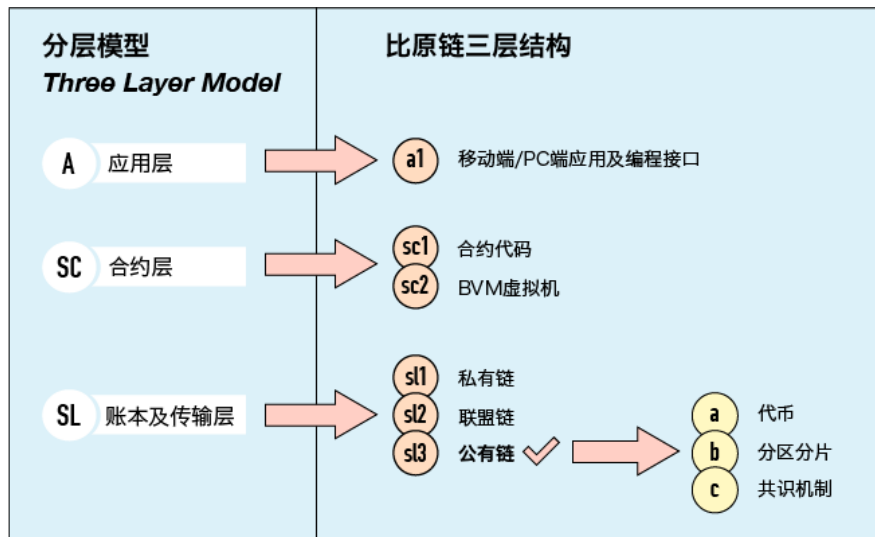 分层模型
Three Layer Model
比原链三层结构
A 应用层
a1 移动端/PC端应用及编程接口
SC 合约层
sc1 合约代码
sc2 BVM虚拟机
SL 账本及传输层
sl1 私有链
sl2 联盟链
sl3 公有链
a 代币
b 分区分片
c 共识机制